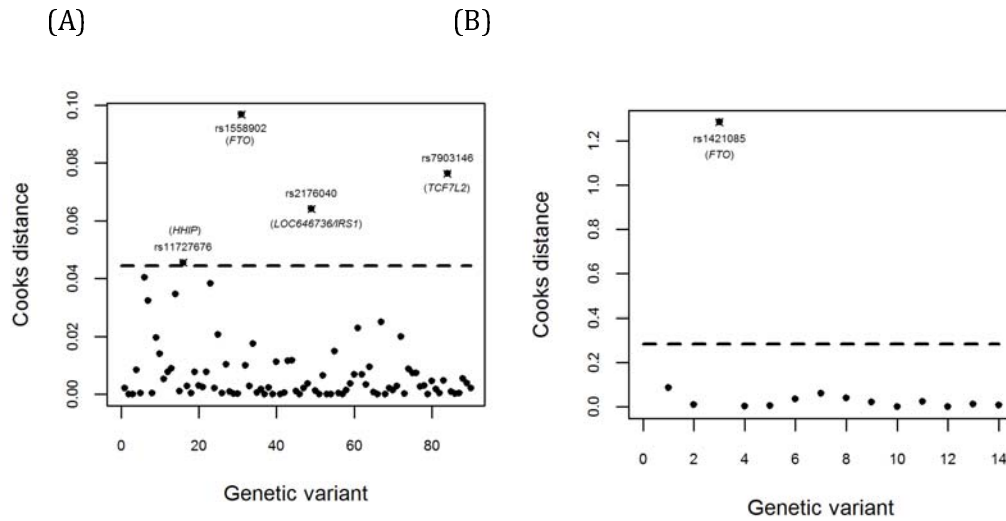 (A)
(B)
Cooks distance
0.10
0.08
0.06
0.04
0.02
0.00
rs1558902
(FTO)
rs7903146
(TCF7L2)
rs2176040
(LOC646736/IRS1)
(HHIP)
rs11727676
0 20 40 60 80
Genetic variant
Cooks distance
1.2
1.0
0.8
0.6
0.4
0.2
0.0
rs1421085
(FTO)
0 2 4 6 8 10 12 14
Genetic variant